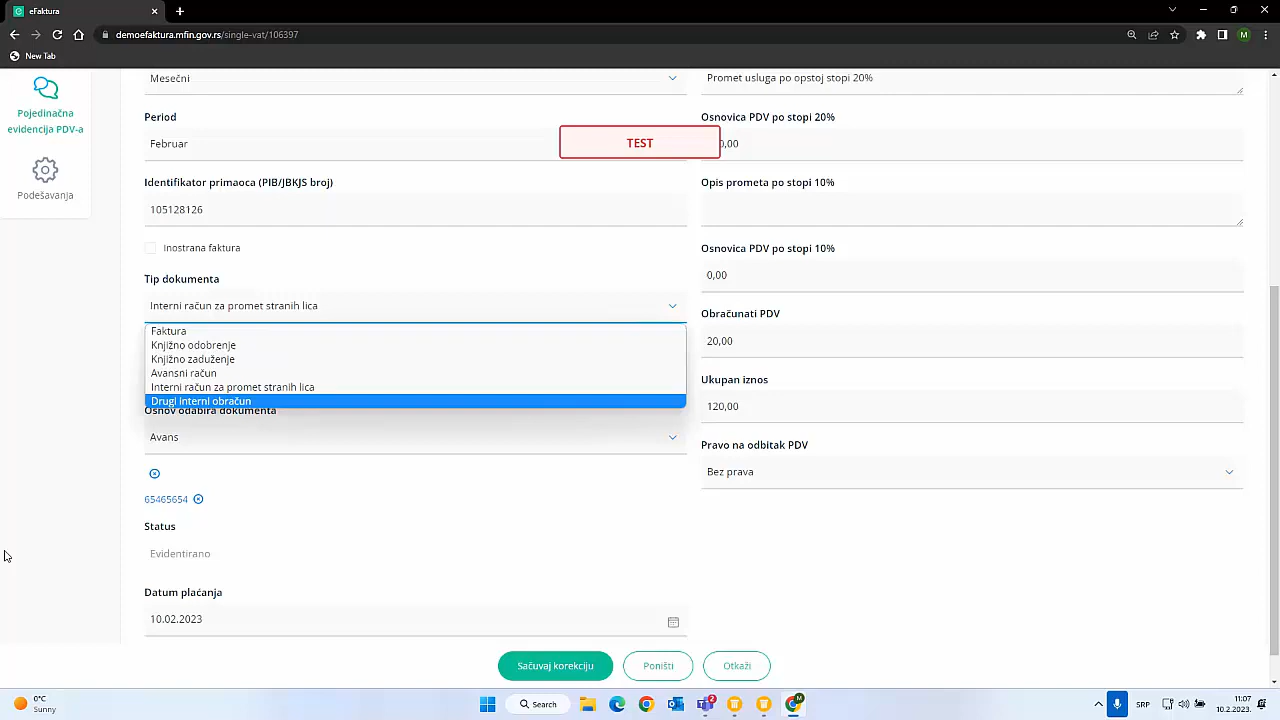 eFaktura
demoefaktura.mfin.gov.rs/single-vat/106397
M
New Tab
Pojedinačna
evidencija PDV-a
Podešavanja
Mesečni
Period
Februar
Identifikator primaoca (PIB/JBKJS broj)
105128126
Inostrana faktura
Tip dokumenta
Interni račun za promet stranih lica
Faktura
Knjižno odobrenje
Knjižno zaduženje
Avansni račun
Interni račun za promet stranih lica
Drugi interni obračun
Osnov odabira dokumenta
Avans
65465654
Status
Evidentirano
Datum plaćanja
10.02.2023
TEST
Promet usluga po opstoj stopi 20%
Osnovica PDV po stopi 20%
0,00
Opis prometa po stopi 10%
Osnovica PDV po stopi 10%
0,00
Obračunati PDV
20,00
Ukupan iznos
120,00
Pravo na odbitak PDV
Bez prava
Sačuvaj korekciju
Poništi
Otkaži
0°C
Sunny
Search
2
M
SRP
11:07
10.2.2023.